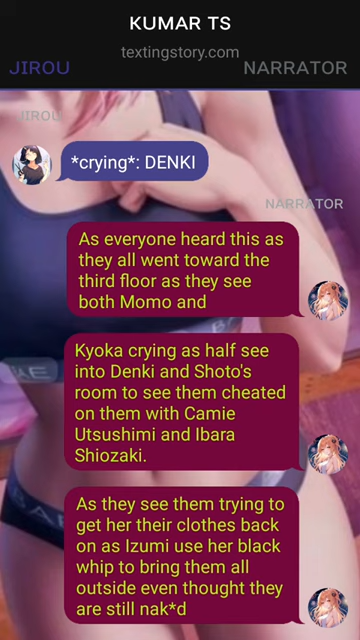 KUMAR TS
textingstory.com
JIROU
NARRATOR
JIROU
*crying*: DENKI
NARRATOR
As everyone heard this as
they all went toward the
third floor as they see
both Momo and
Kyoka crying as half see
into Denki and Shoto's
room to see them cheated
on them with Camie
Utsushimi and Ibara
Shiozaki.
As they see them trying to
get her their clothes back
on as Izumi use her black
whip to bring them all
outside even thought they
are still nak*d